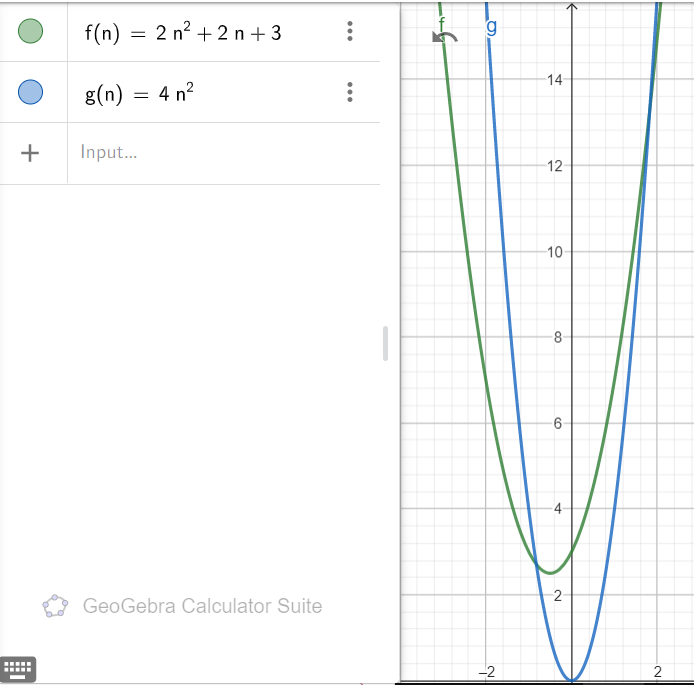 f(n) = 2 n² + 2 n + 3
g(n) = 4 n²
+ Input...
GeoGebra Calculator Suite
f
g
14
12
10
8
6
4
2
–2
2